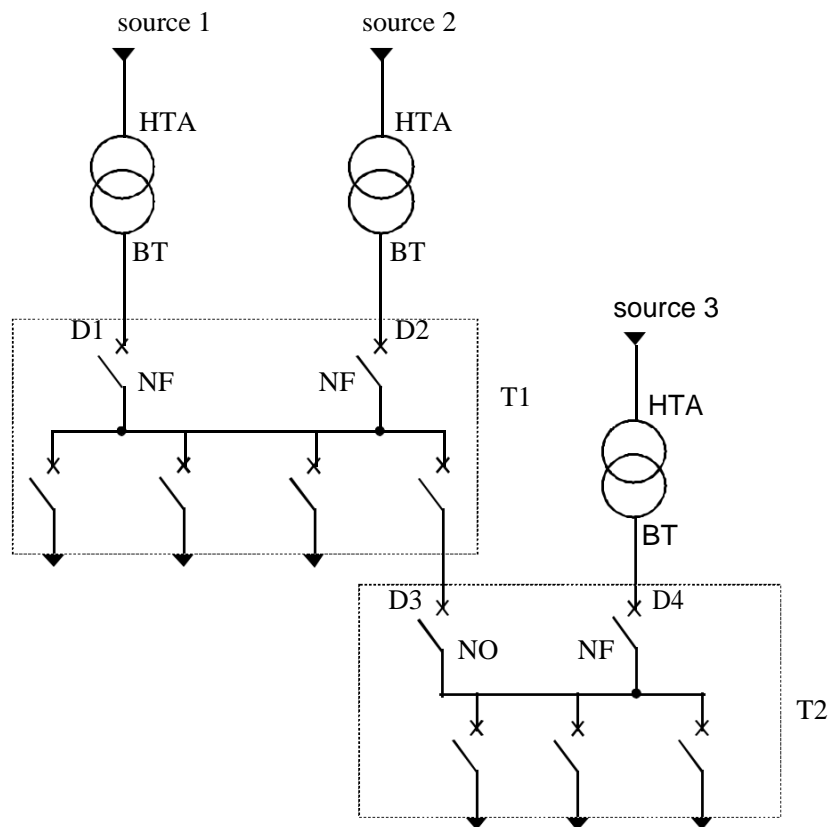 source 1
source 2
HTA
HTA
BT
BT
source 3
D1
D2
NF
NF
T1
HTA
BT
D3
D4
NO
NF
T2